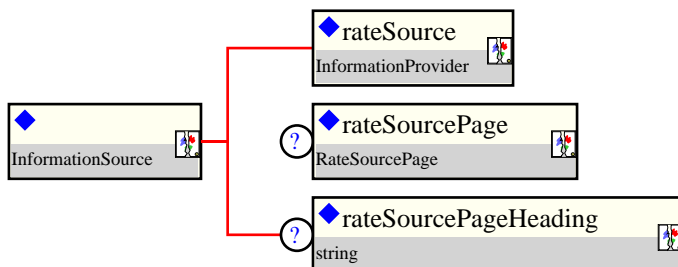 rateSource
InformationProvider
InformationSource
?
rateSourcePage
RateSourcePage
?
rateSourcePageHeading
string